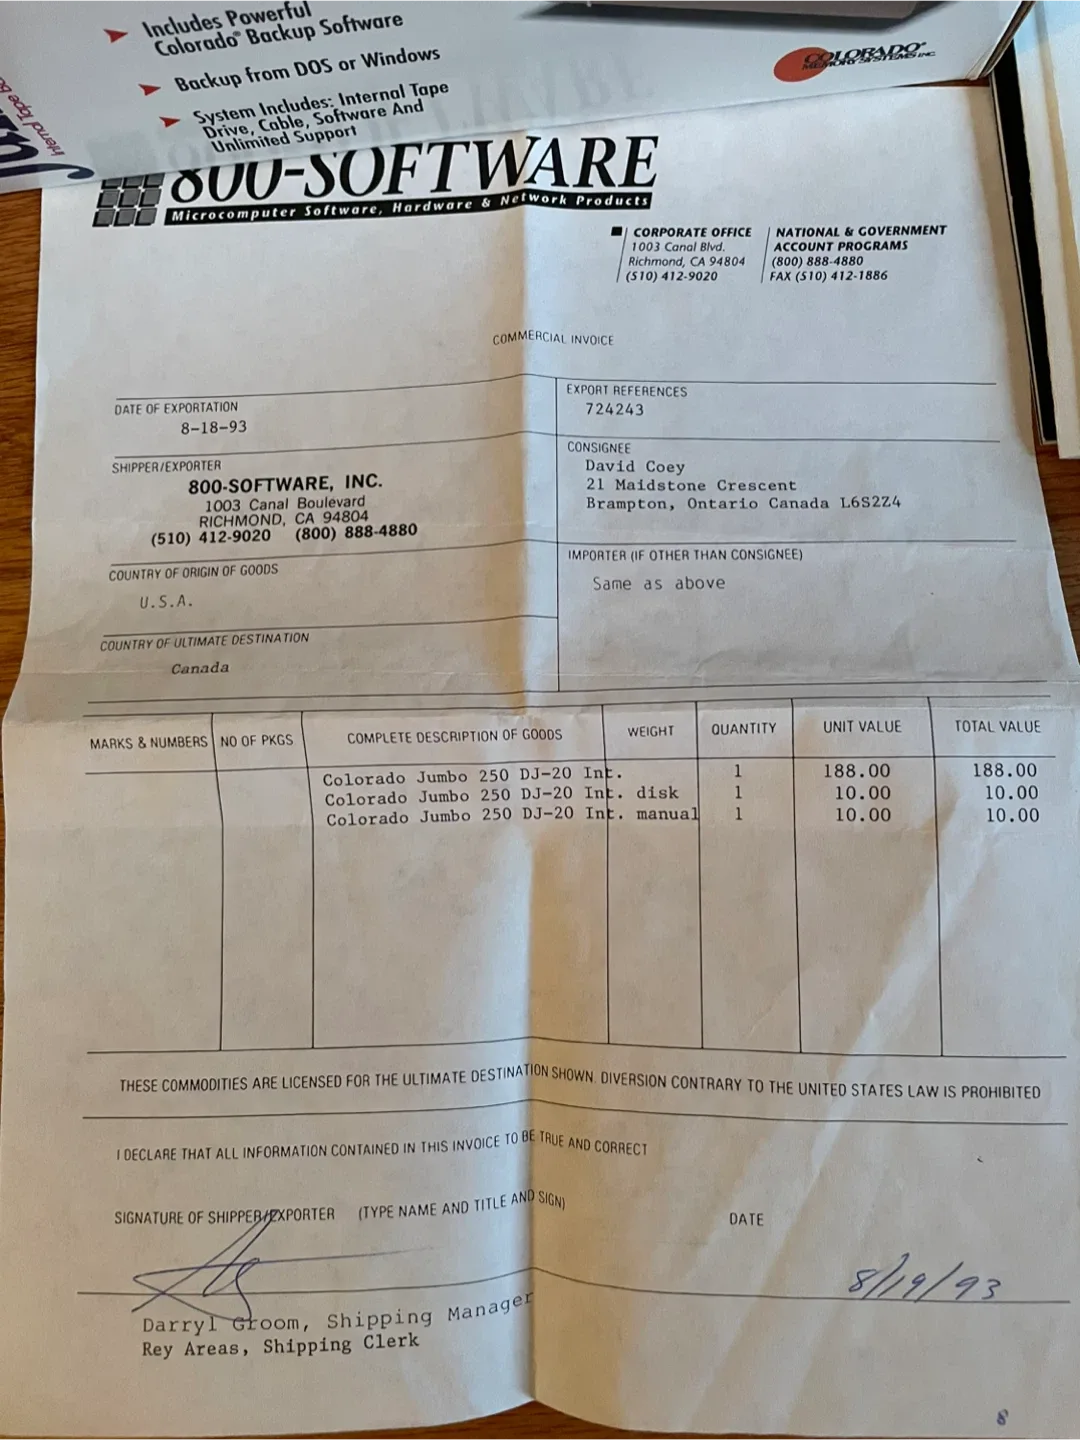 Includes Powerful
Colorado® Backup Software
Backup from DOS or Windows
System Includes: Internal Tape
Drive, Cable, Software And
Unlimited Support
COLORADO
MEMORY SYSTEMS INC
Internal Tape
800-SOFTWARE
Microcomputer Software, Hardware & Network Products
CORPORATE OFFICE
1003 Canal Blvd.
Richmond, CA 94804
(510) 412-9020
NATIONAL & GOVERNMENT
ACCOUNT PROGRAMS
(800) 888-4880
FAX (510) 412-1886
COMMERCIAL INVOICE
DATE OF EXPORTATION
8-18-93
EXPORT REFERENCES
724243
SHIPPER/EXPORTER
800-SOFTWARE, INC.
1003 Canal Boulevard
RICHMOND, CA 94804
(510) 412-9020 (800) 888-4880
CONSIGNEE
David Coey
21 Maidstone Crescent
Brampton, Ontario Canada L6S2Z4
COUNTRY OF ORIGIN OF GOODS
U.S.A.
IMPORTER (IF OTHER THAN CONSIGNEE)
Same as above
COUNTRY OF ULTIMATE DESTINATION
Canada
MARKS & NUMBERS NO OF PKGS COMPLETE DESCRIPTION OF GOODS WEIGHT QUANTITY UNIT VALUE TOTAL VALUE
Colorado Jumbo 250 DJ-20 Int. 1 188.00 188.00
Colorado Jumbo 250 DJ-20 Int. disk 1 10.00 10.00
Colorado Jumbo 250 DJ-20 Int. manual 1 10.00 10.00
THESE COMMODITIES ARE LICENSED FOR THE ULTIMATE DESTINATION SHOWN. DIVERSION CONTRARY TO THE UNITED STATES LAW IS PROHIBITED
I DECLARE THAT ALL INFORMATION CONTAINED IN THIS INVOICE TO BE TRUE AND CORRECT
SIGNATURE OF SHIPPER/EXPORTER (TYPE NAME AND TITLE AND SIGN) DATE
8/19/93
Darryl Groom, Shipping Manager
Rey Areas, Shipping Clerk
8